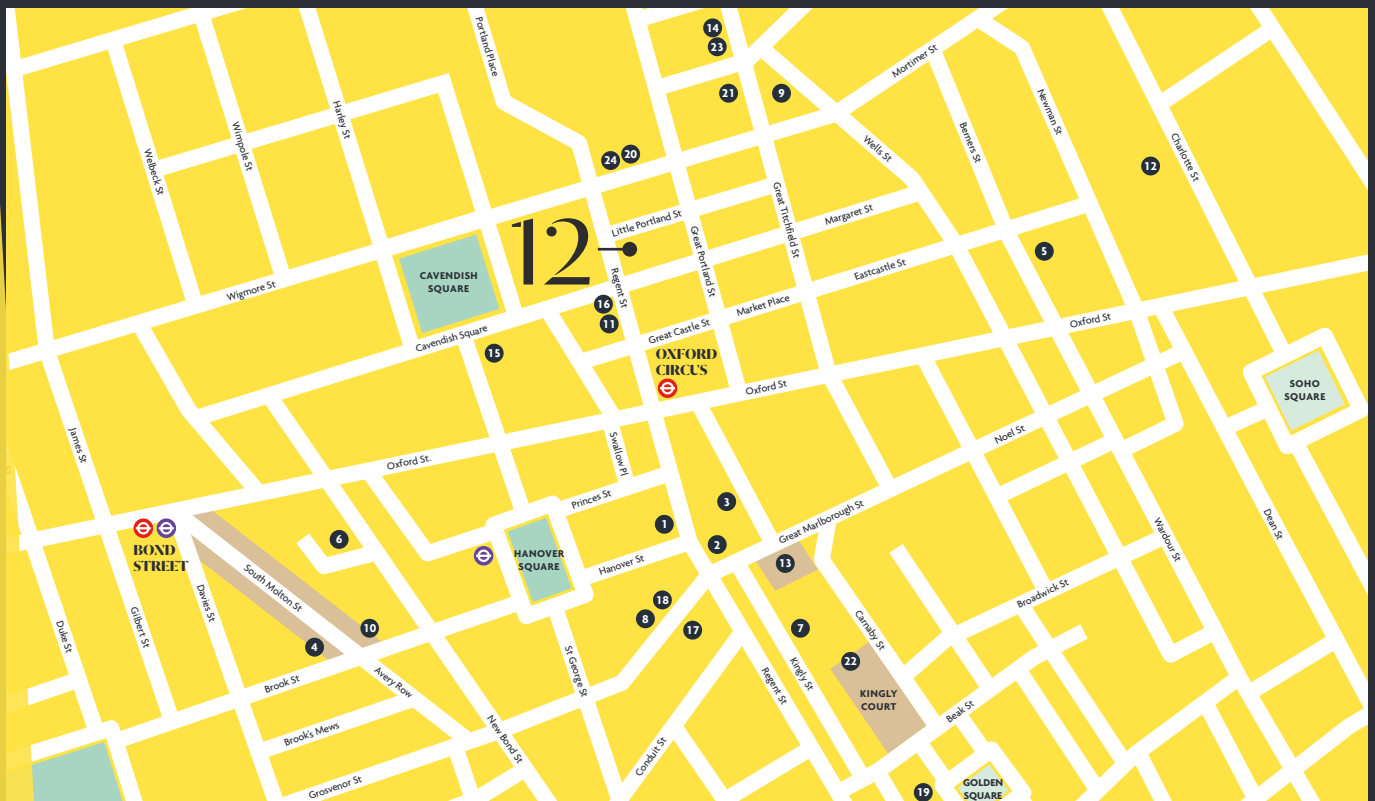 14
23
Portland Place
Mortimer St
21
9
Harley St
Newman St
Wimpole St
Berners St
Wells St
Charlotte St
Welbeck St
24
20
12
Great Titchfield St
Little Portland St
Margaret St
12
Great Portland St
5
CAVENDISH
SQUARE
Regent St
Eastcastle St
Wigmore St
16
Market Place
11
Great Castle St
Oxford St
Cavendish Square
15
OXFORD
CIRCUS
Oxford St
SOHO
SQUARE
James St
Swallow Pl
Noel St
Oxford St.
Princes St
3
Great Marlborough St
1
Dean St
Wardour St
6
2
BOND
STREET
HANOVER
SQUARE
Hanover St
13
South Molton St
Davies St
Broadwick St
18
8
17
7
Carnaby St
Gilbert St
Duke St
10
4
22
St George St
Kingly St
Regent St
KINGLY
COURT
Brook St
Avery Row
Beak St
Brook's Mews
New Bond St
Conduit St
Grosvenor St
19
GOLDEN
SQUARE